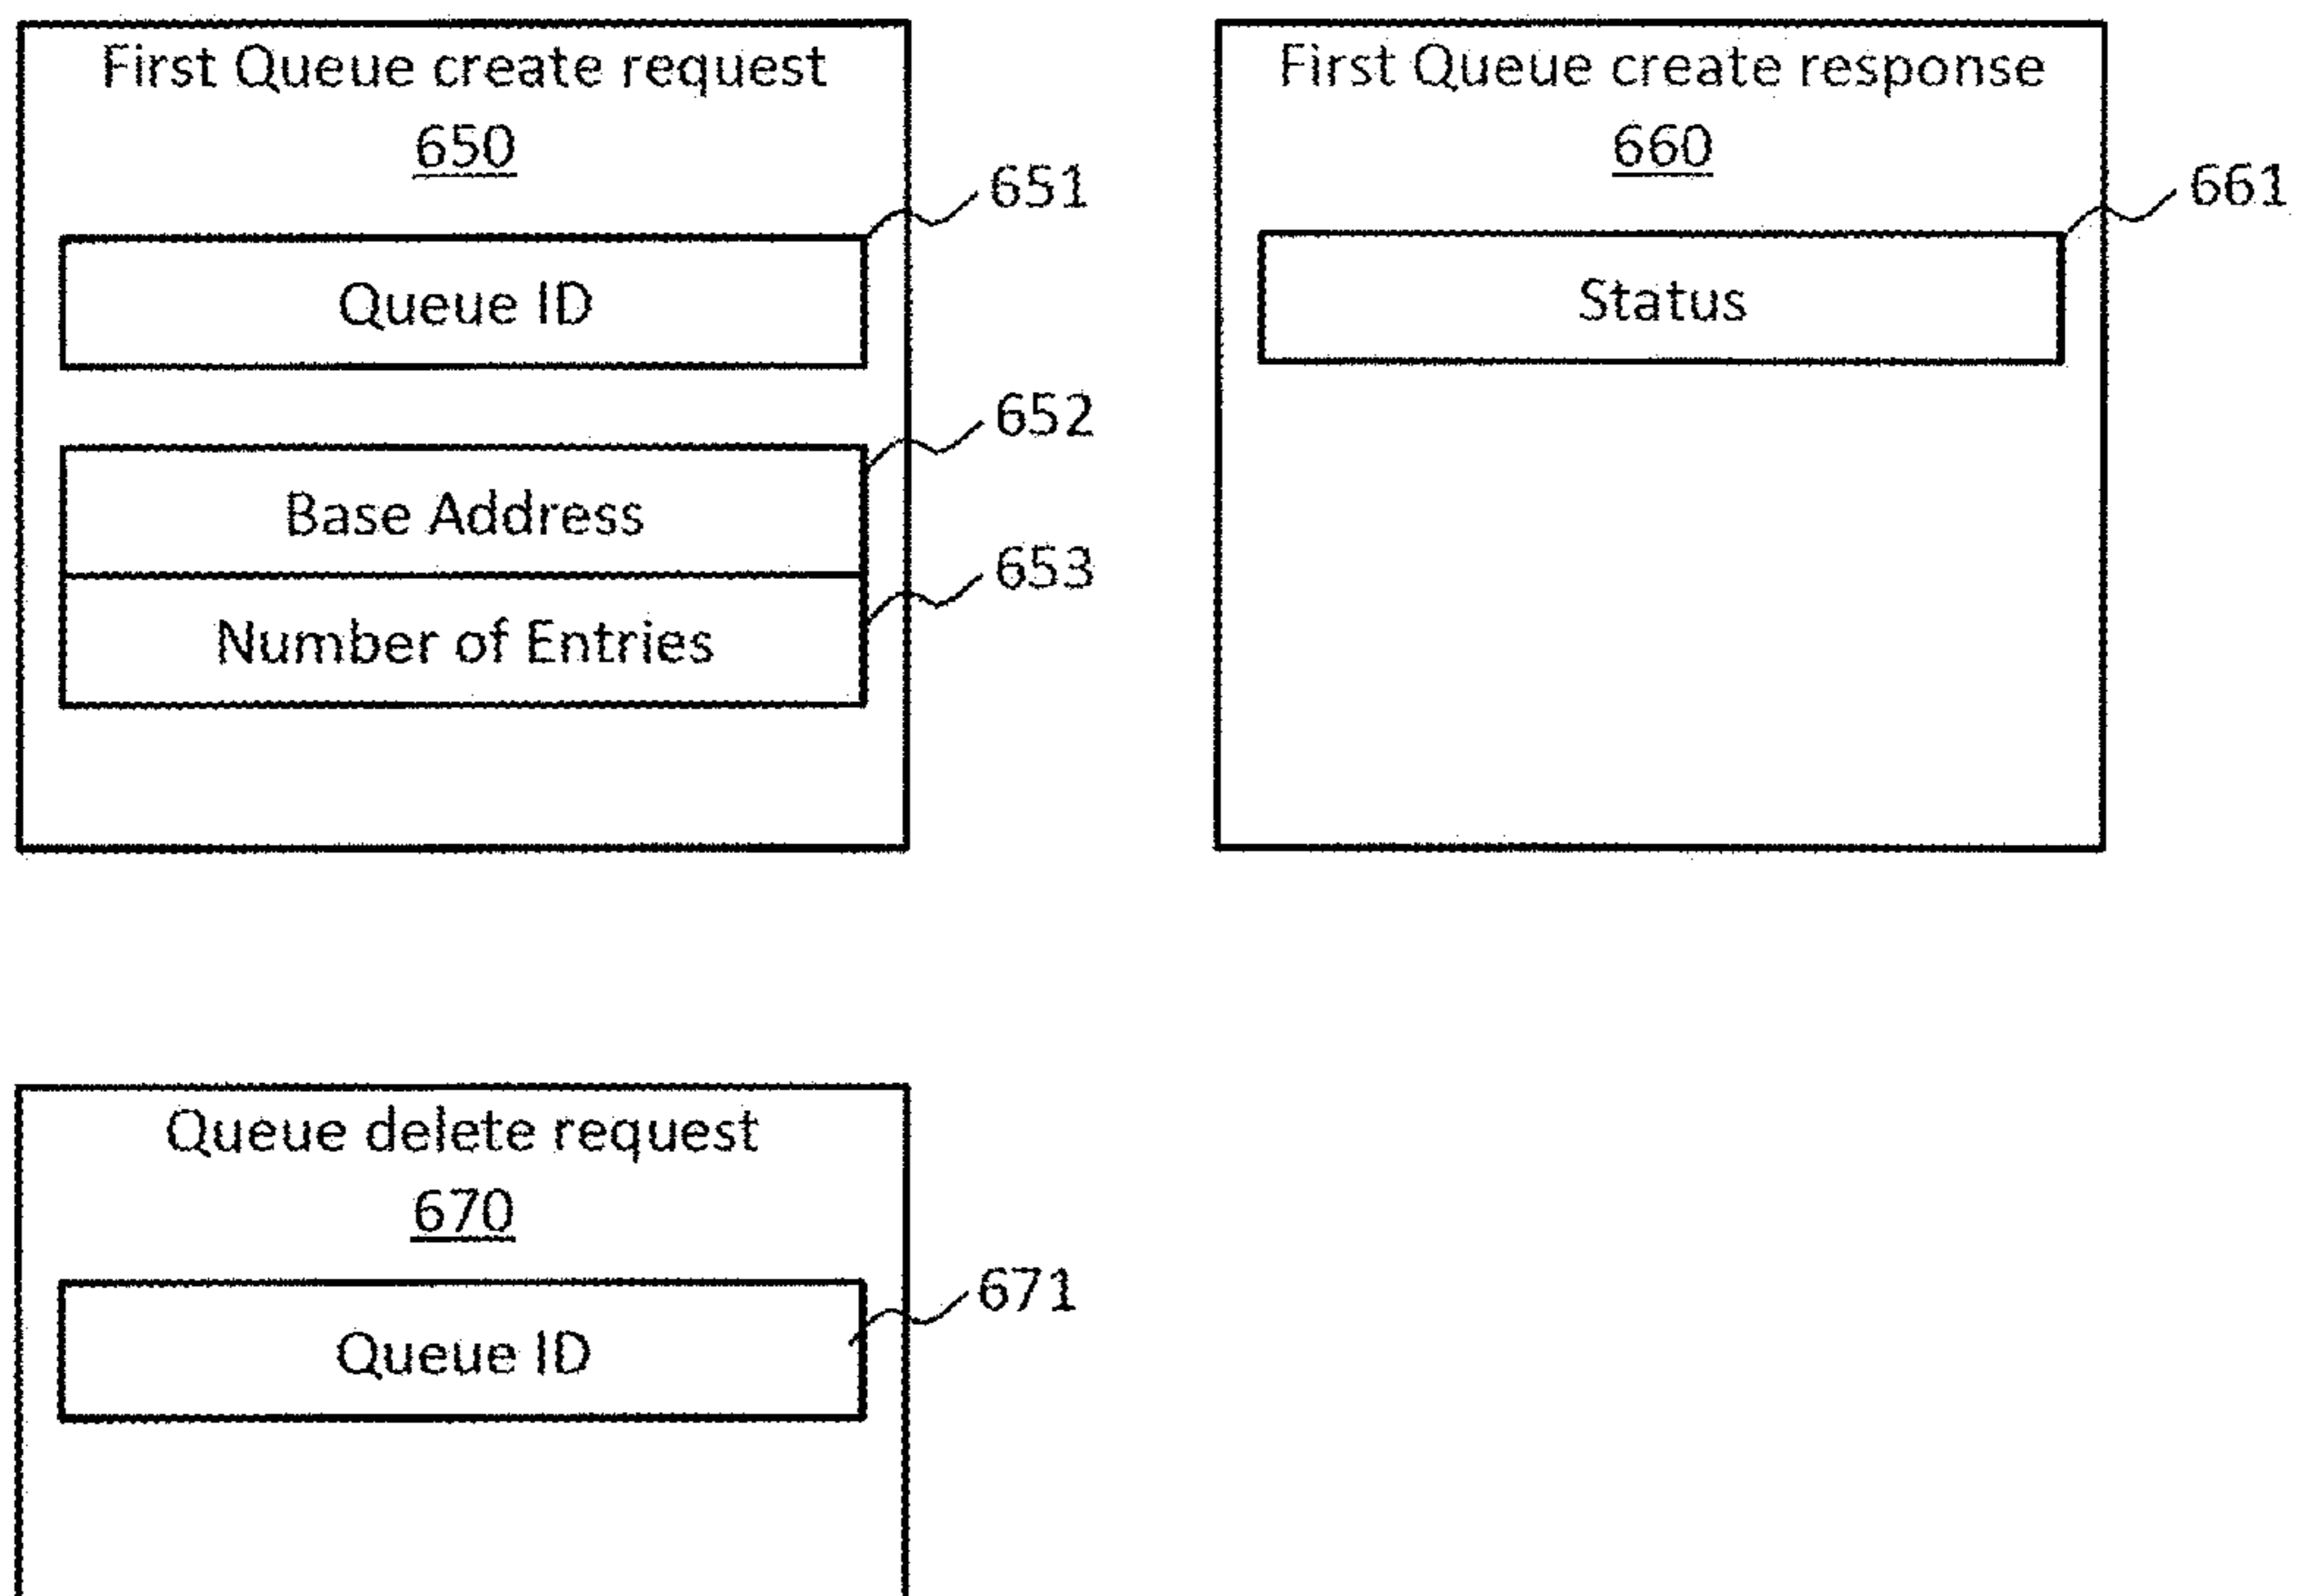 First Queue create request
650
651
Queue ID
652
Base Address
653
Number of Entries
First Queue create response
660
661
Status
Queue delete request
670
671
Queue ID